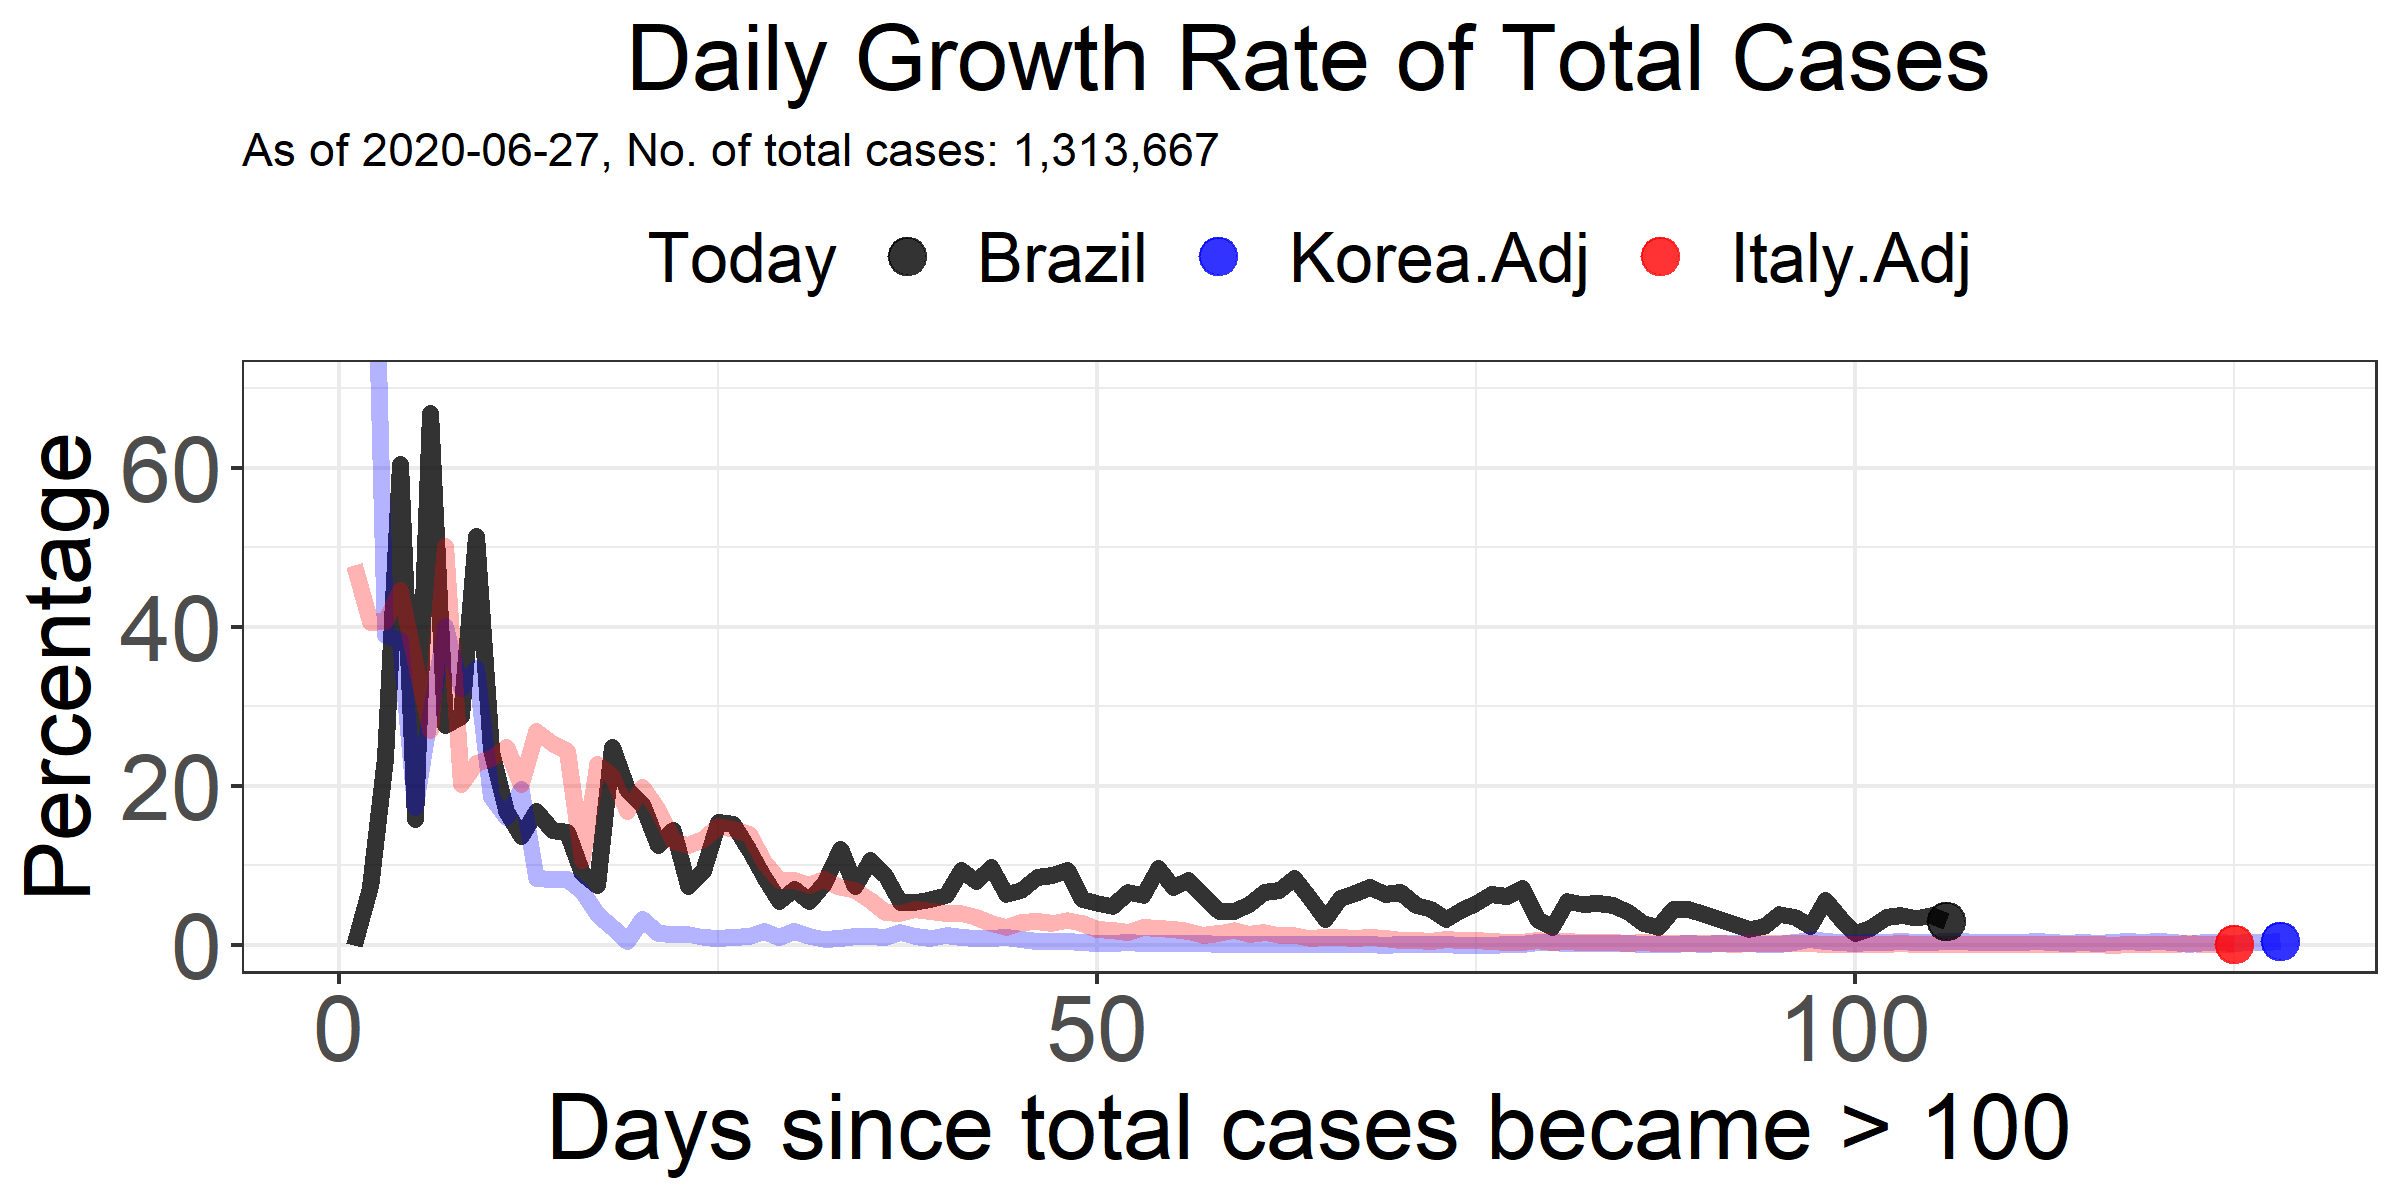 Daily Growth Rate of Total Cases
As of 2020-06-27, No. of total cases: 1,313,667
Today Brazil Korea.Adj Italy.Adj
Percentage
60
40
20
0
0 50 100
Days since total cases became > 100